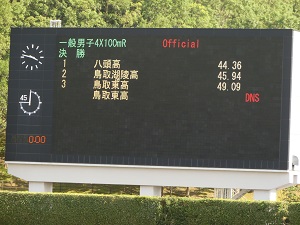 一般男子4X100mR Official
決 勝
1 八頭高 44.36
2 鳥取湖陵高 45.94
3 鳥取東高 49.09
鳥取東高 DNS
45
0:00